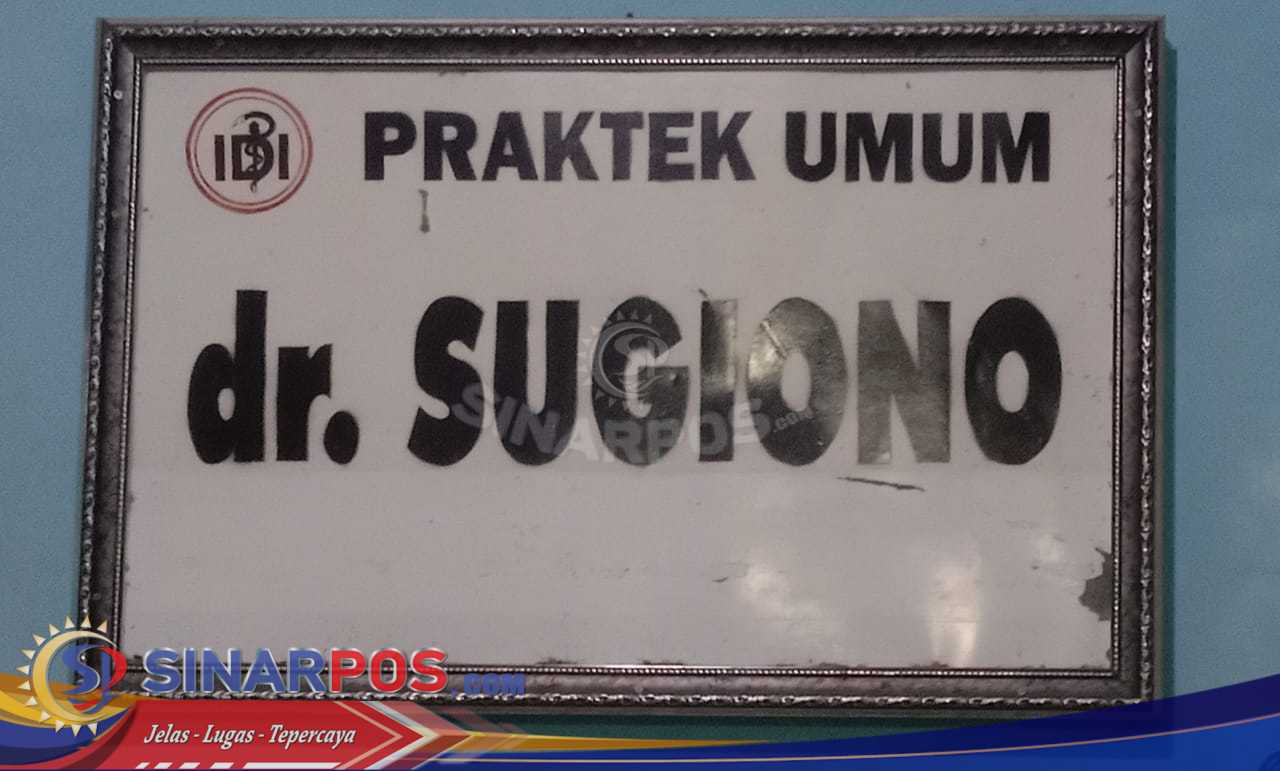 IDI PRAKTEK UMUM
dr. SUGIONO
SINARPOS.com
SINARPOS.COM
Jelas - Lugas - Tepercaya